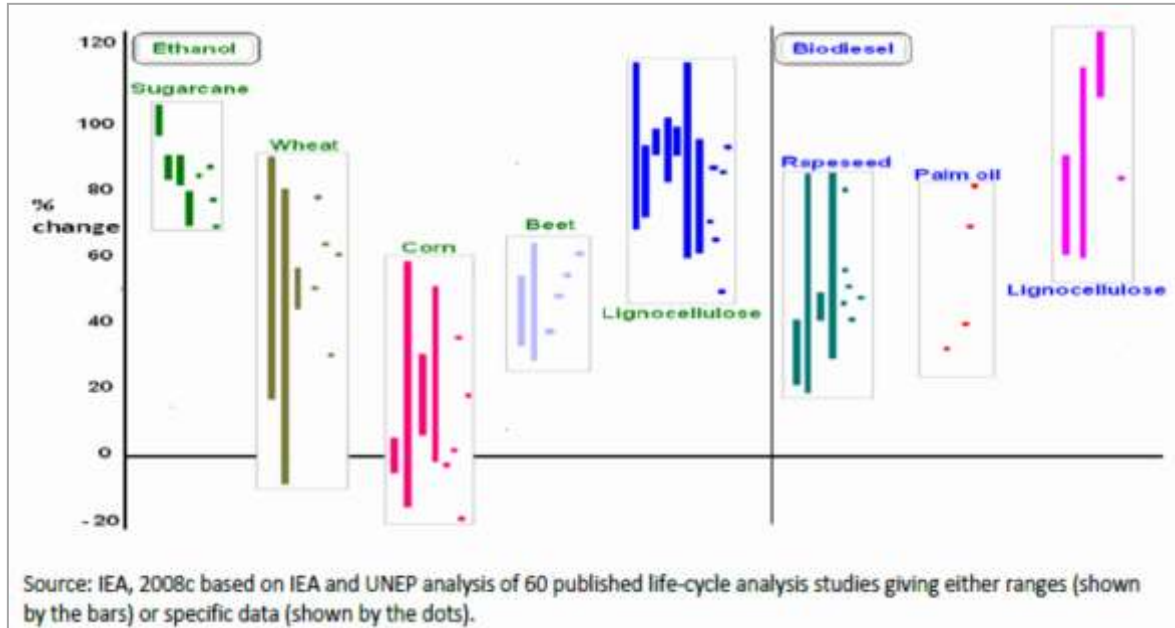 120
Ethanol
Biodiesel
Sugarcane
100
Wheat
Rapeseed
Palm oil
80
%
change
Corn
Beet
60
Lignocellulose
Lignocellulose
40
20
0
-20
Source: IEA, 2008c based on IEA and UNEP analysis of 60 published life-cycle analysis studies giving either ranges (shown
by the bars) or specific data (shown by the dots).